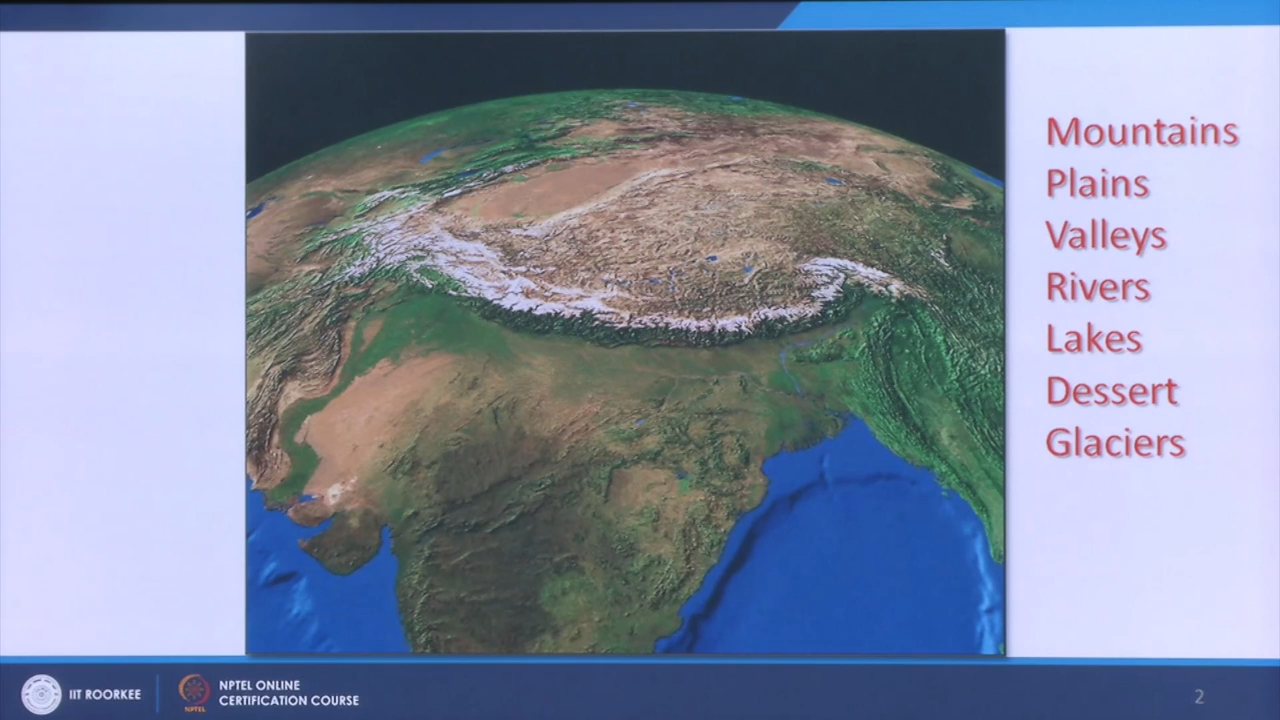 Mountains
Plains
Valleys
Rivers
Lakes
Dessert
Glaciers
IIT ROORKEE
NPTEL
NPTEL ONLINE
CERTIFICATION COURSE
2